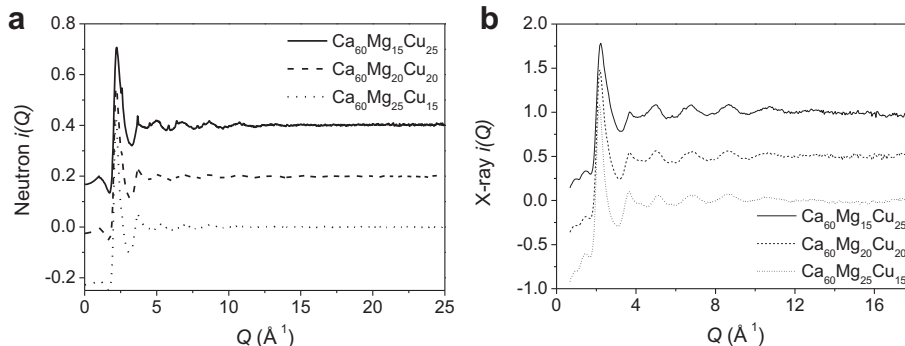 a
0.8
0.6
0.4
0.2
0.0
-0.2
Neutron i(Q)
Ca60Mg15Cu25
Ca60Mg20Cu20
Ca60Mg25Cu15
0 5 10 15 20 25
Q (Å1)
b
2.0
1.5
1.0
0.5
0.0
-0.5
-1.0
X-ray i(Q)
Ca60Mg15Cu25
Ca60Mg20Cu20
Ca60Mg25Cu15
0 4 8 12 16
Q (Å1)